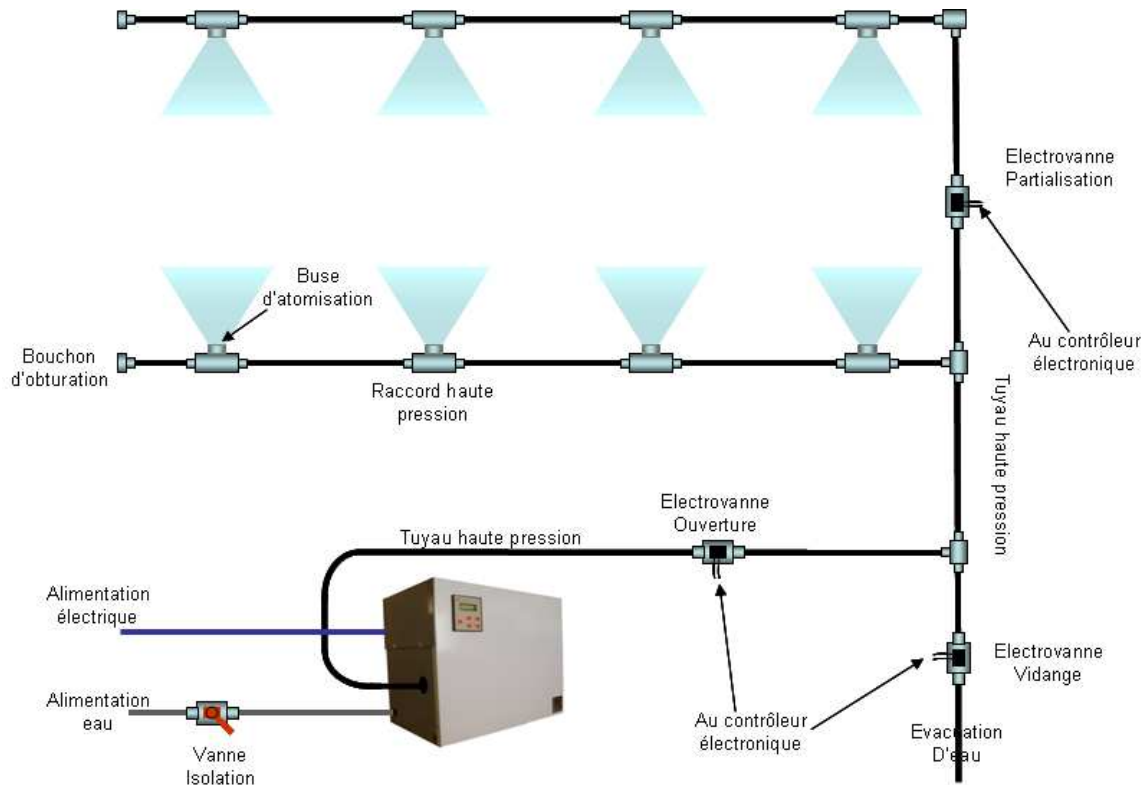 Electrovanne
Partialisation
Buse
d'atomisation
Au contrôleur
électronique
Bouchon
d'obturation
Raccord haute
pression
Tuyau haute pression
Electrovanne
Ouverture
Tuyau haute pression
Alimentation
électrique
Electrovanne
Vidange
Alimentation
eau
Au contrôleur
électronique
Evacuation
D'eau
Vanne
Isolation